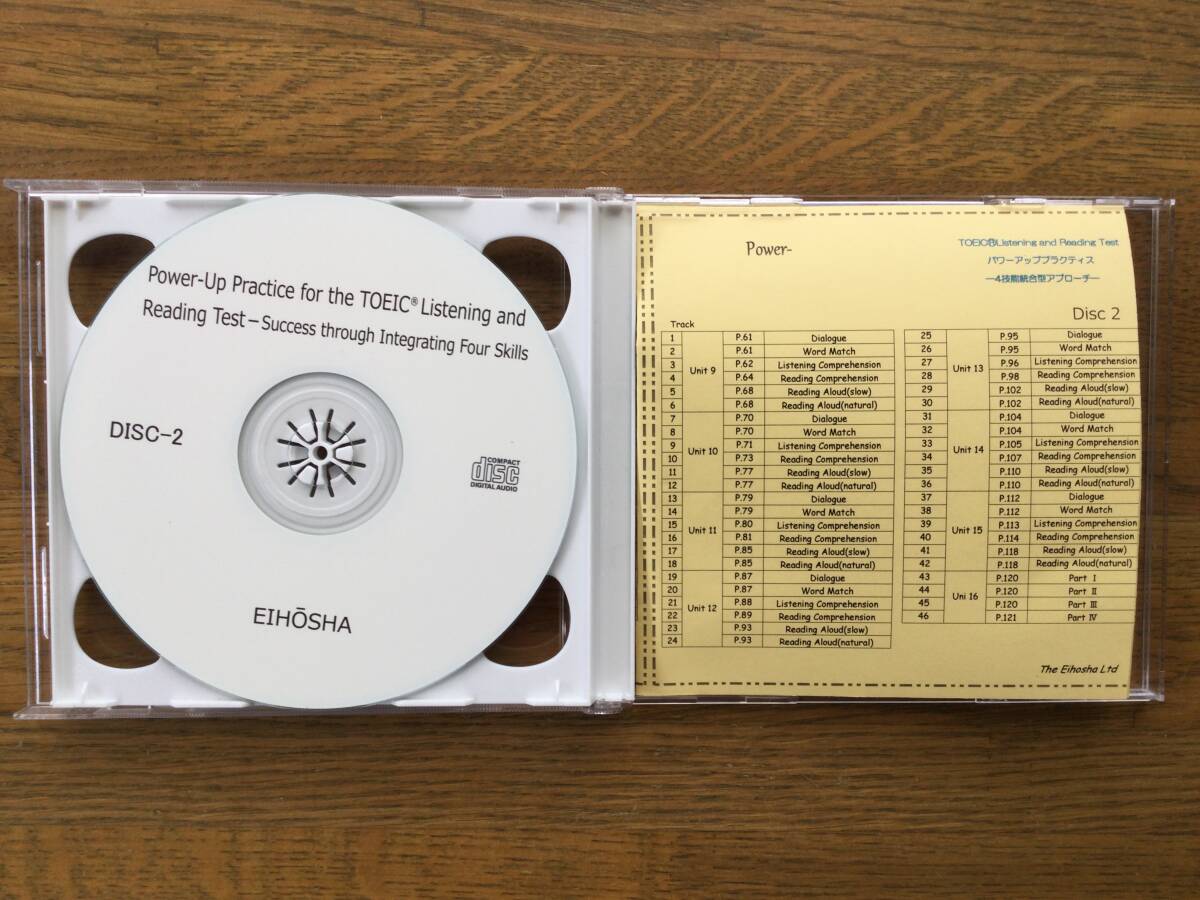 Power-Up Practice for the TOEIC® Listening and
Reading Test－Success through Integrating Four Skills
DISC-2
COMPACT
disc
DIGITAL AUDIO
EIHŌSHA
Power-
TOEIC®Listening and Reading Test
パワーアッププラクティス
―4技能統合型アプローチ―
Disc 2
Track
1 P.61 Dialogue
2 P.61 Word Match
3 Unit 9 P.62 Listening Comprehension
4 P.64 Reading Comprehension
5 P.68 Reading Aloud(slow)
6 P.68 Reading Aloud(natural)
7 P.70 Dialogue
8 P.70 Word Match
9 Unit 10 P.71 Listening Comprehension
10 P.73 Reading Comprehension
11 P.77 Reading Aloud(slow)
12 P.77 Reading Aloud(natural)
13 P.79 Dialogue
14 P.79 Word Match
15 Unit 11 P.80 Listening Comprehension
16 P.81 Reading Comprehension
17 P.85 Reading Aloud(slow)
18 P.85 Reading Aloud(natural)
19 P.87 Dialogue
20 P.87 Word Match
21 Unit 12 P.88 Listening Comprehension
22 P.89 Reading Comprehension
23 P.93 Reading Aloud(slow)
24 P.93 Reading Aloud(natural)
25 P.95 Dialogue
26 P.95 Word Match
27 Unit 13 P.96 Listening Comprehension
28 P.98 Reading Comprehension
29 P.102 Reading Aloud(slow)
30 P.102 Reading Aloud(natural)
31 P.104 Dialogue
32 P.104 Word Match
33 Unit 14 P.105 Listening Comprehension
34 P.107 Reading Comprehension
35 P.110 Reading Aloud(slow)
36 P.110 Reading Aloud(natural)
37 P.112 Dialogue
38 P.112 Word Match
39 Unit 15 P.113 Listening Comprehension
40 P.114 Reading Comprehension
41 P.118 Reading Aloud(slow)
42 P.118 Reading Aloud(natural)
43 P.120 Part Ⅰ
44 Uni 16 P.120 Part Ⅱ
45 P.120 Part Ⅲ
46 P.121 Part Ⅳ
The Eihosha Ltd